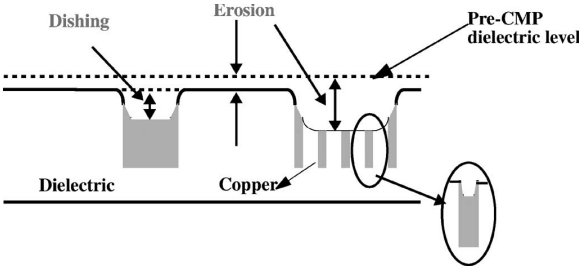 Erosion
Dishing
Pre-CMP
dielectric level
Dielectric
Copper